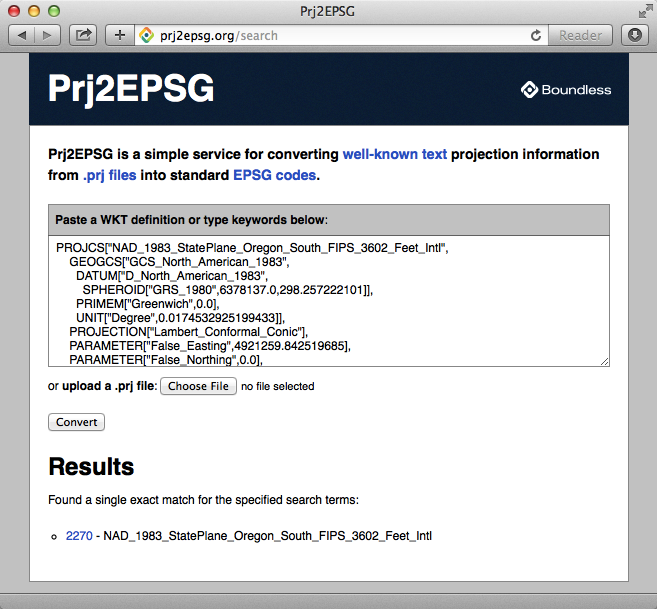 Prj2EPSG
prj2epsg.org/search
Reader
Prj2EPSG
Boundless
Prj2EPSG is a simple service for converting well-known text projection information
from .prj files into standard EPSG codes.
Paste a WKT definition or type keywords below:
PROJCS["NAD_1983_StatePlane_Oregon_South_FIPS_3602_Feet_Intl",
GEOGCS["GCS_North_American_1983",
DATUM["D_North_American_1983",
SPHEROID["GRS_1980",6378137.0,298.257222101]],
PRIMEM["Greenwich",0.0],
UNIT["Degree",0.0174532925199433]],
PROJECTION["Lambert_Conformal_Conic"],
PARAMETER["False_Easting",4921259.842519685],
PARAMETER["False_Northing",0.0],
or upload a .prj file: Choose File no file selected
Convert
Results
Found a single exact match for the specified search terms:
2270 - NAD_1983_StatePlane_Oregon_South_FIPS_3602_Feet_Intl